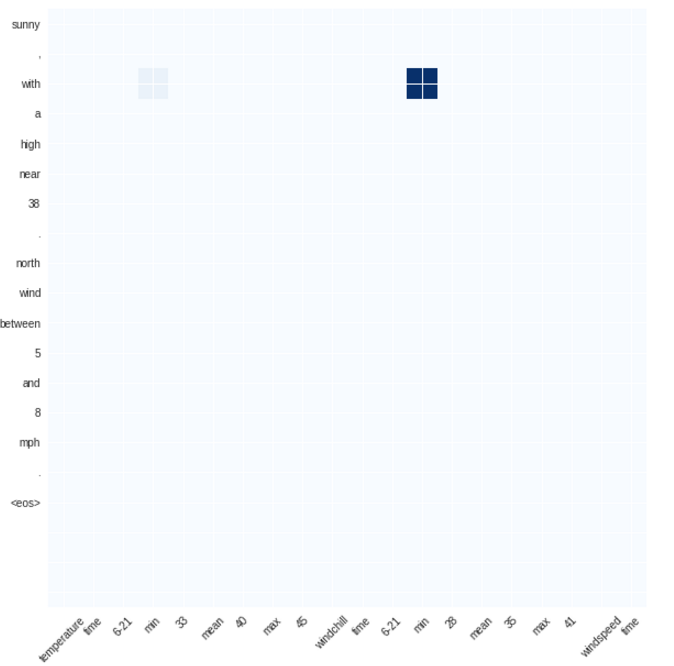 sunny
,
with
a
high
near
38
.
north
wind
between
5
and
8
mph
.
<eos>
temperature
time
6-21
min
33
mean
40
max
45
windchill
time
6-21
min
28
mean
35
max
41
windspeed
time